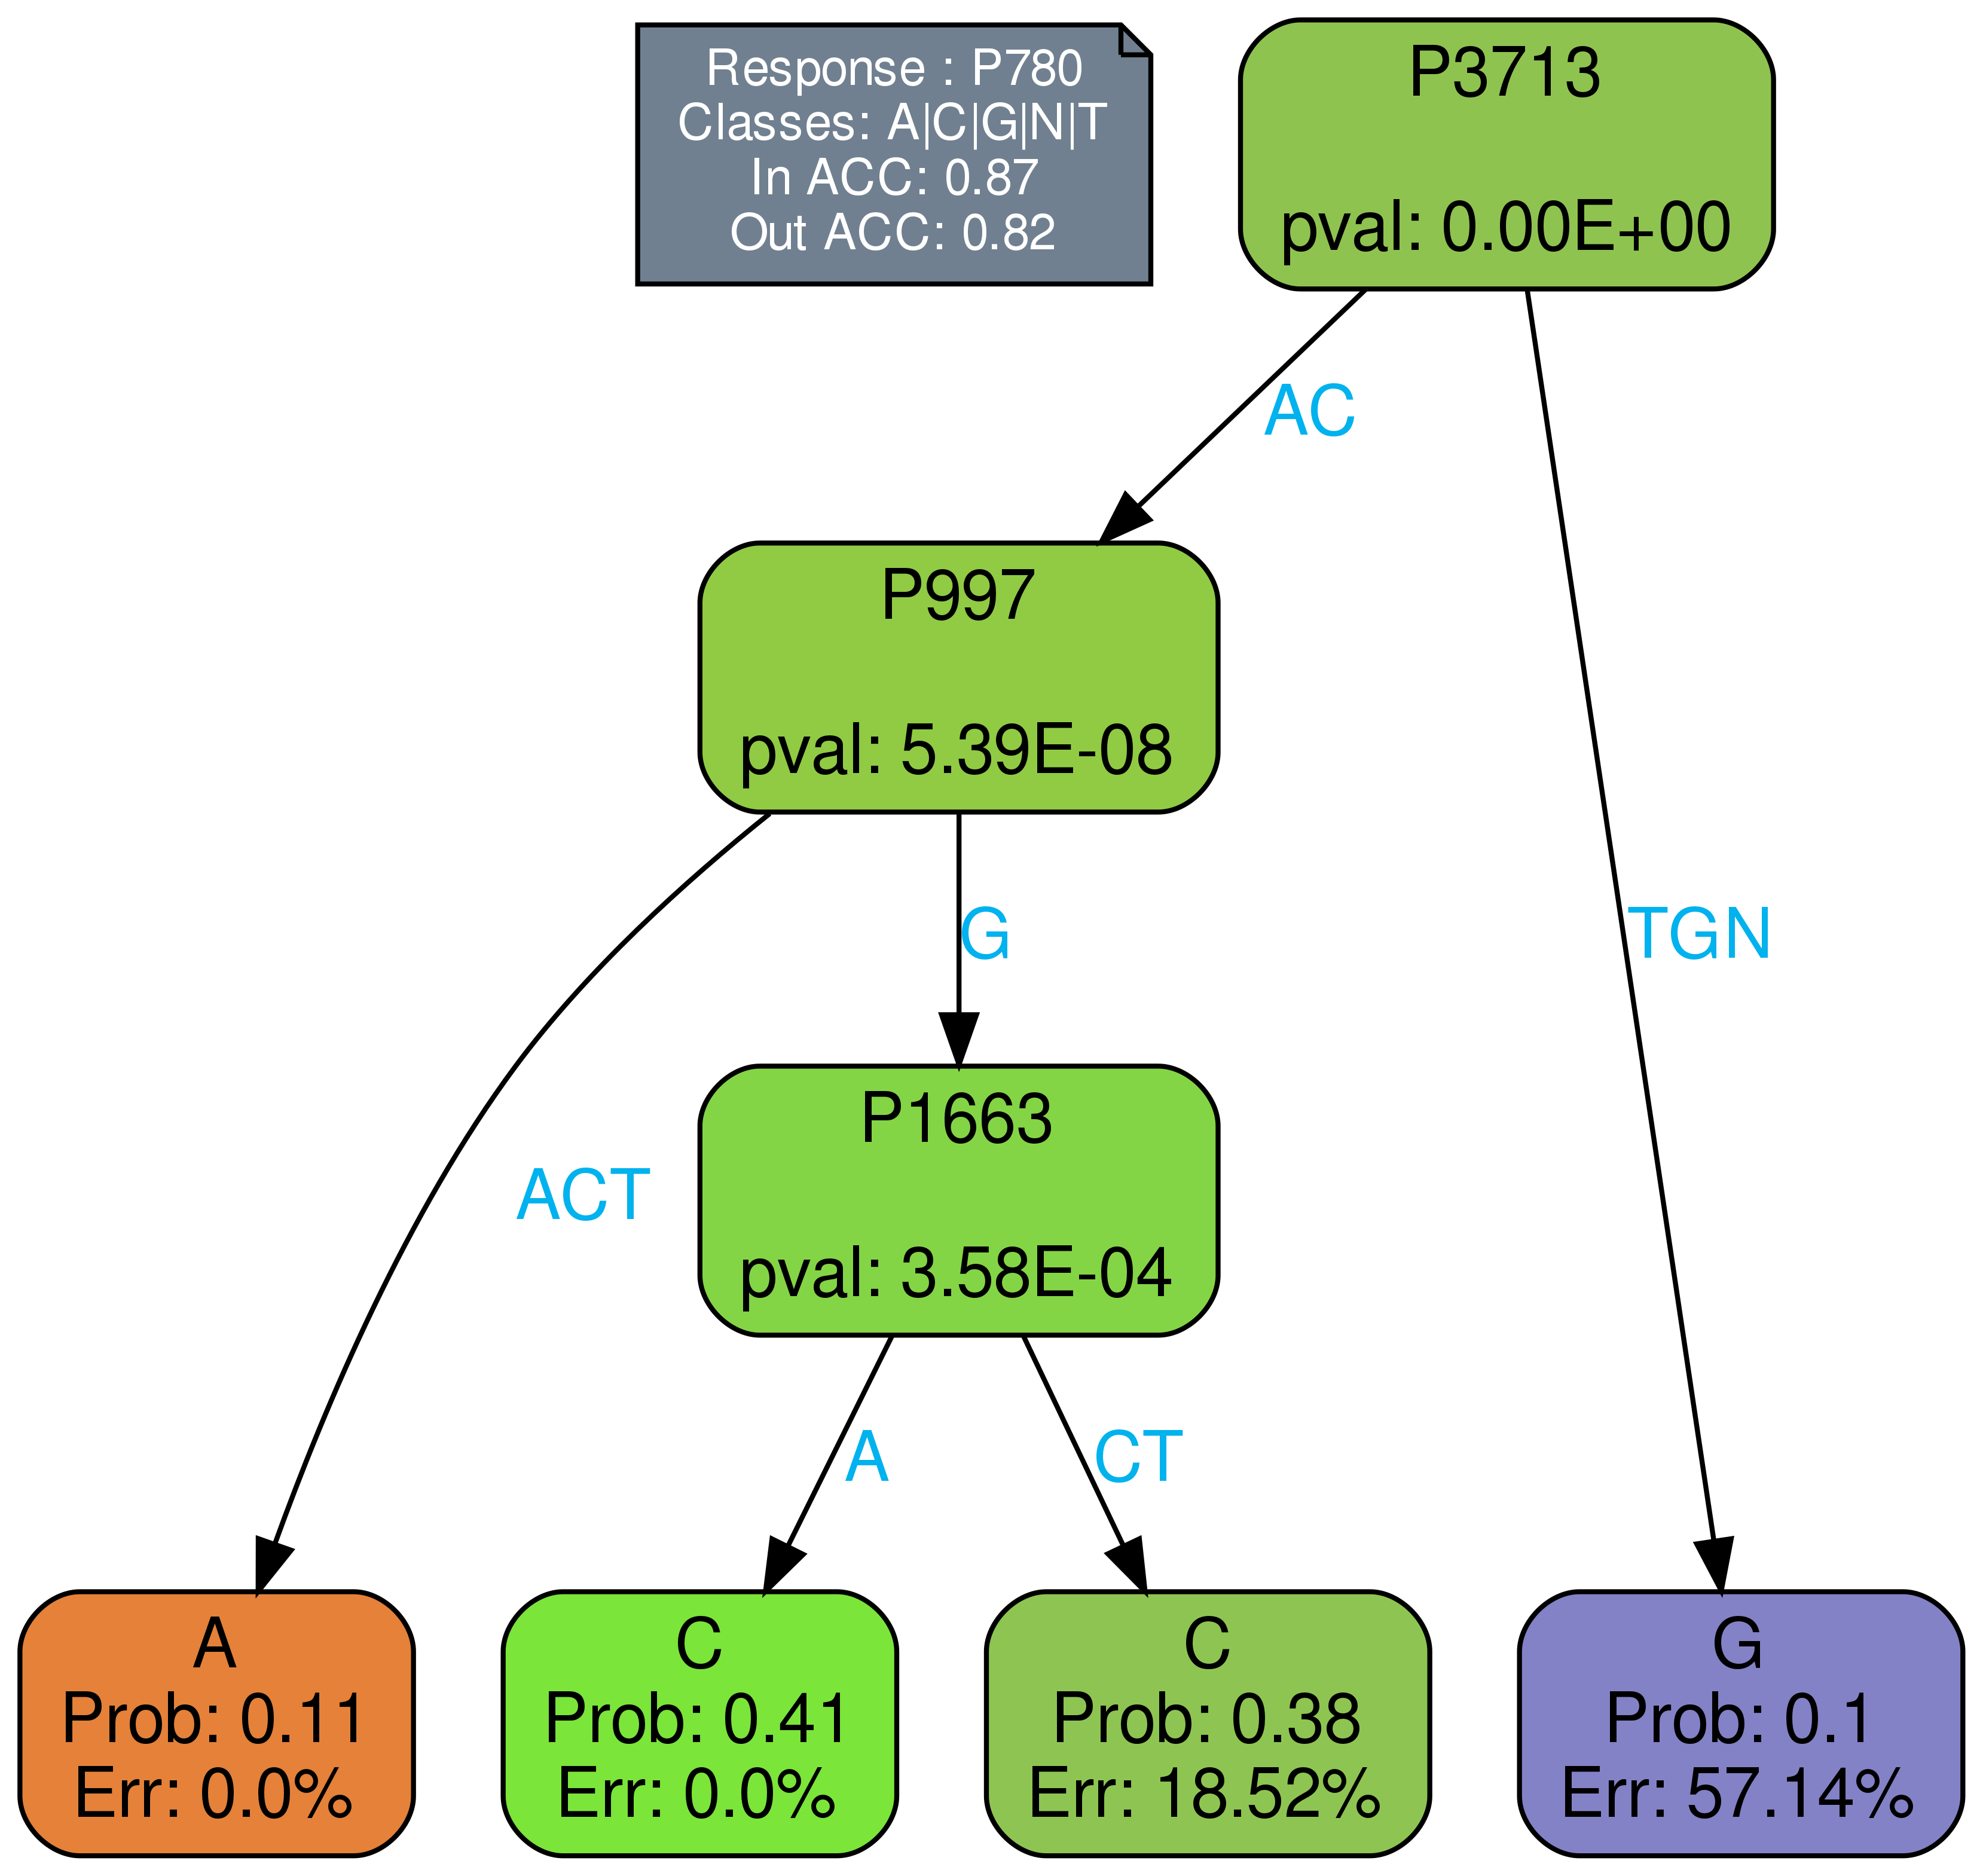 Response : P780
Classes: A|C|G|N|T
In ACC: 0.87
Out ACC: 0.82
P3713
pval: 0.00E+00
AC
P997
pval: 5.39E-08
G
TGN
P1663
pval: 3.58E-04
ACT
A
CT
A
Prob: 0.11
Err: 0.0%
C
Prob: 0.41
Err: 0.0%
C
Prob: 0.38
Err: 18.52%
G
Prob: 0.1
Err: 57.14%